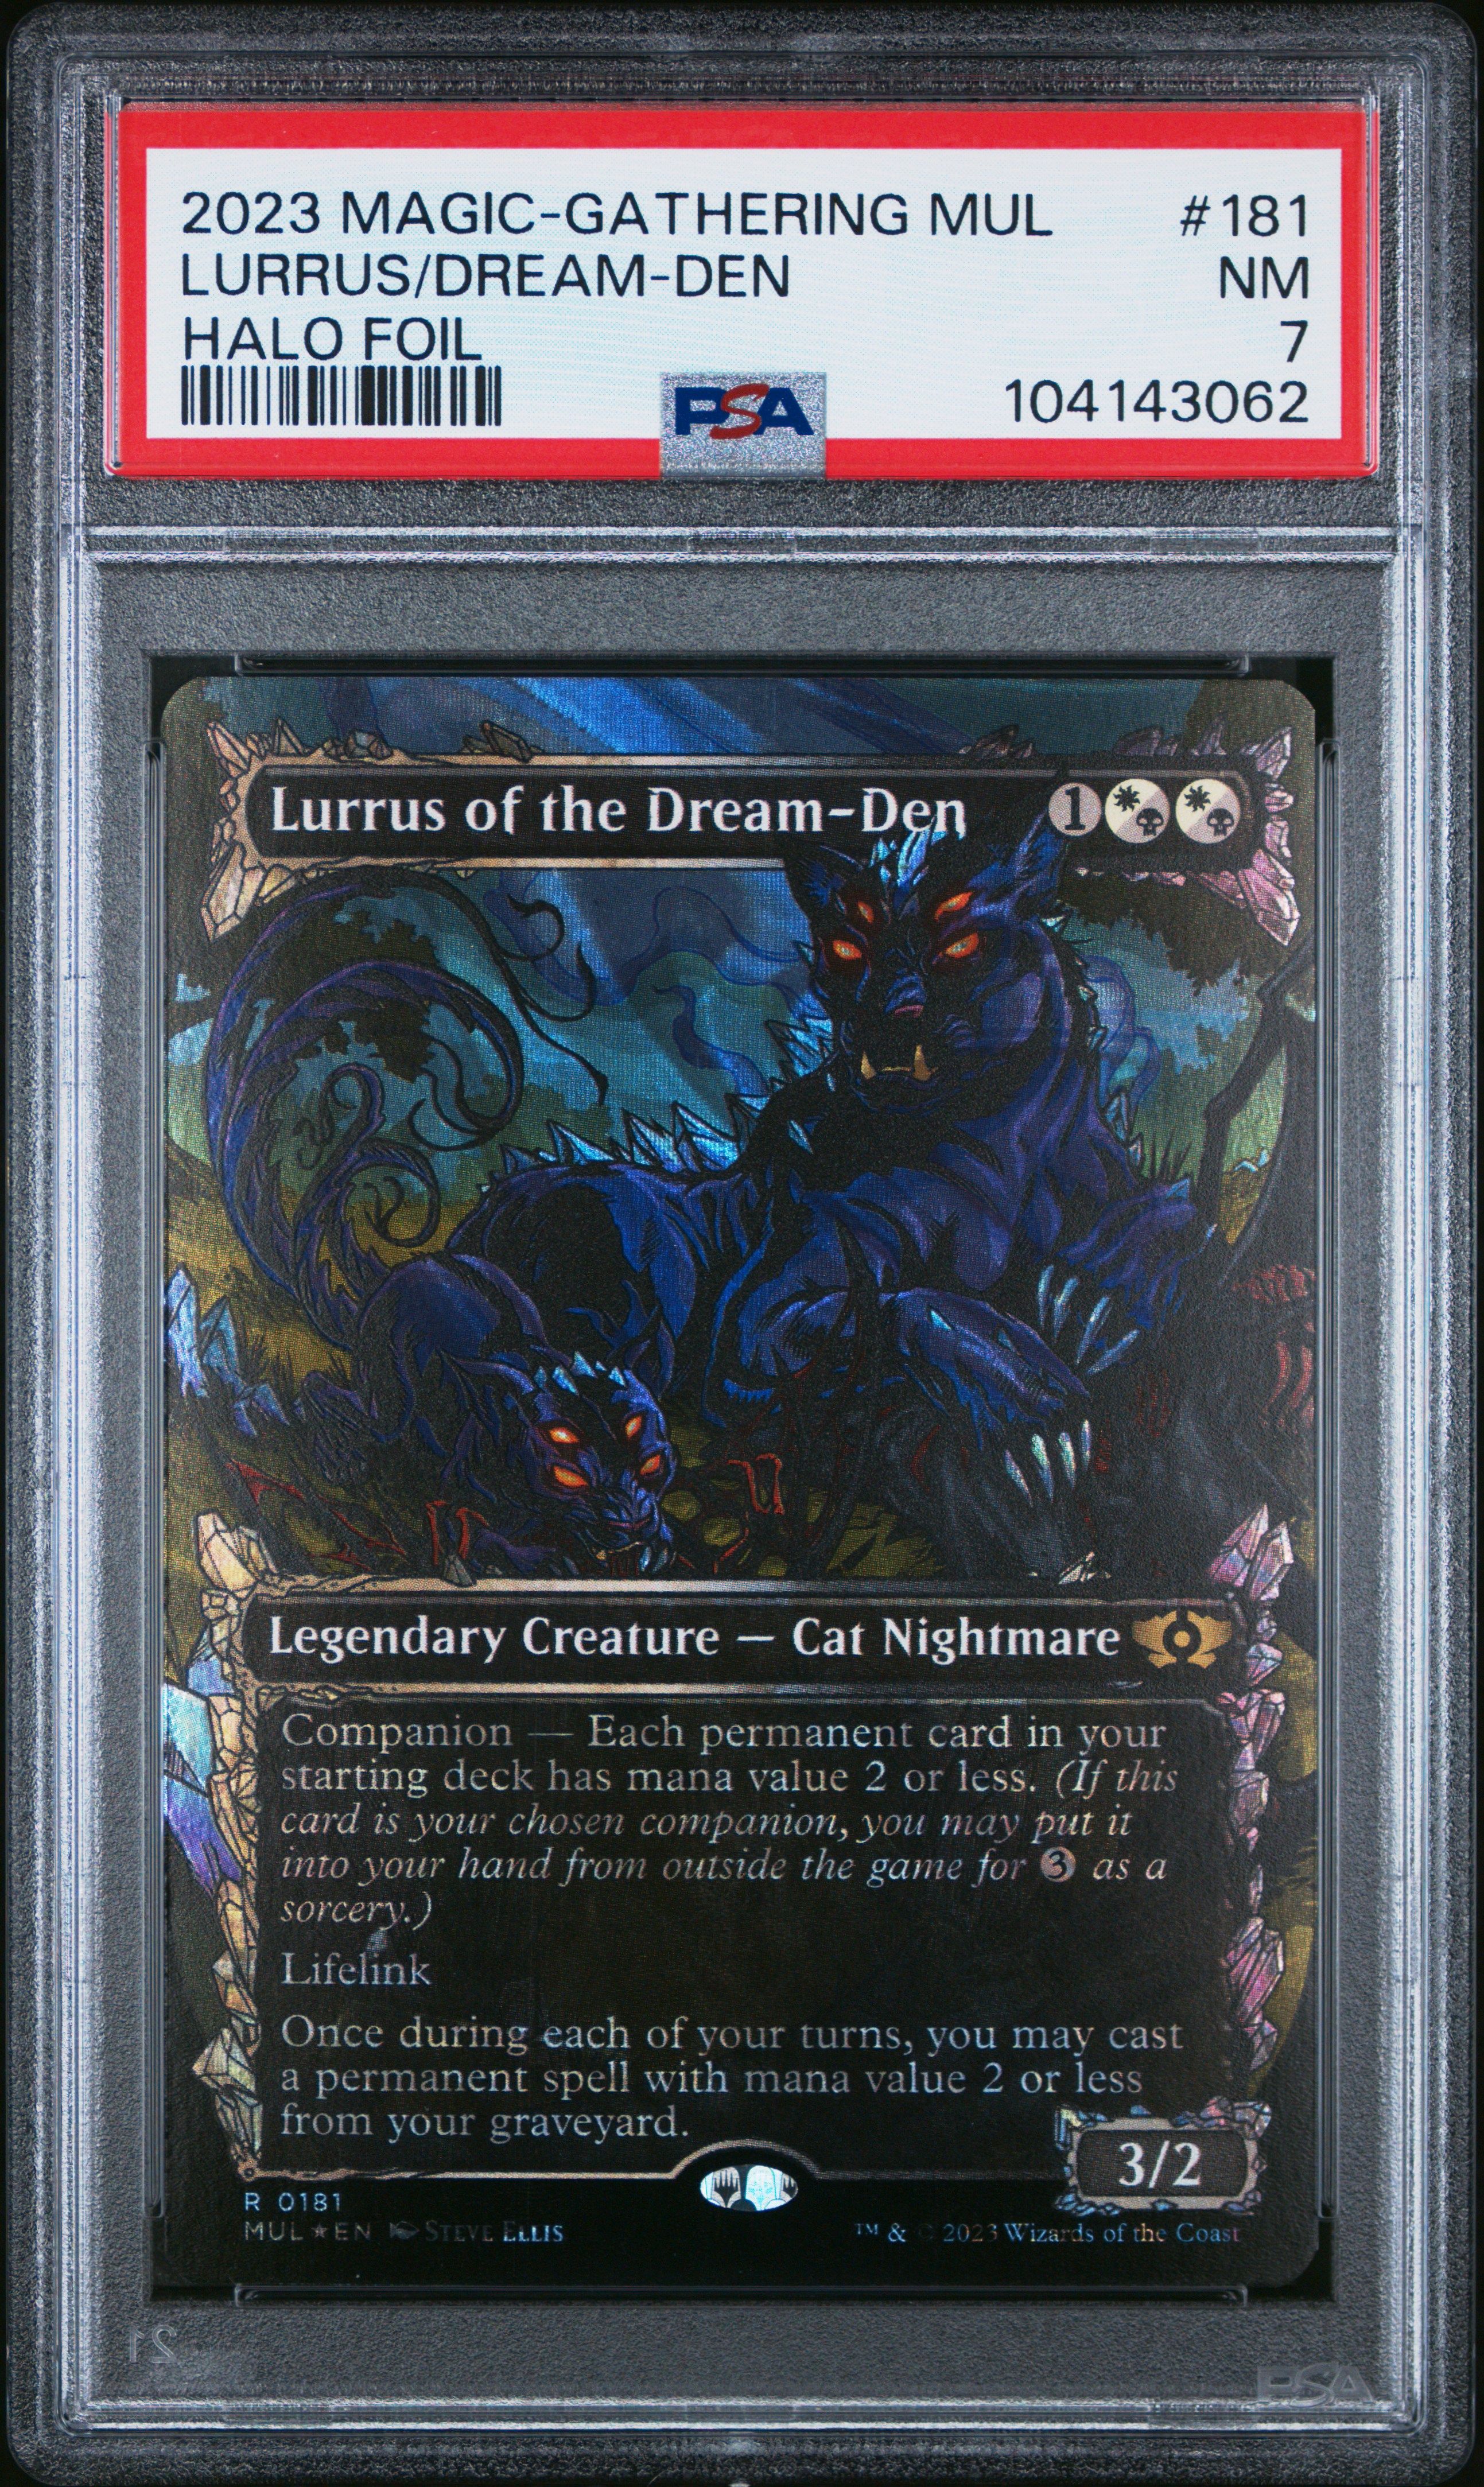 2023 MAGIC-GATHERING MUL #181
LURRUS/DREAM-DEN NM
HALO FOIL 7
PSA 104143062
Lurrus of the Dream-Den 1
Legendary Creature — Cat Nightmare
Companion — Each permanent card in your
starting deck has mana value 2 or less. (If this
card is your chosen companion, you may put it
into your hand from outside the game for 3 as a
sorcery.)
Lifelink
Once during each of your turns, you may cast
a permanent spell with mana value 2 or less
from your graveyard.
3/2
R 0181
MUL★EN STEVE ELLIS ™ & © 2023 Wizards of the Coast
21 PSA